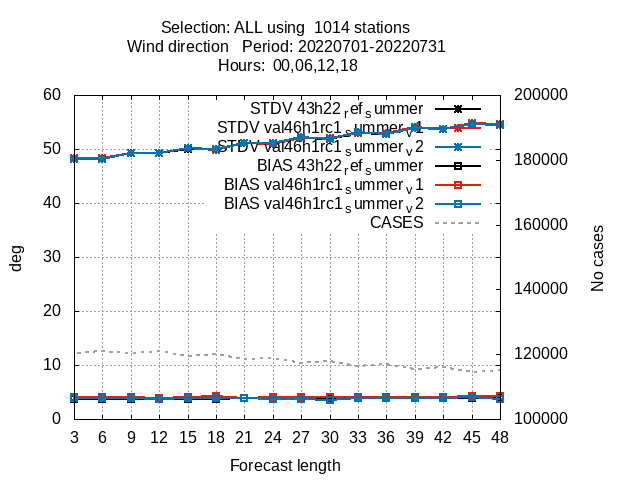 Selection: ALL using  1014 stations
Wind direction   Period: 20220701-20220731
Hours:  00,06,12,18
60
50
40
30
20
10
0
deg
200000
180000
160000
140000
120000
100000
No cases
STDV 43h22_ref_summer
STDV val46h1rc1_summer_v1
STDV val46h1rc1_summer_v2
BIAS 43h22_ref_summer
BIAS val46h1rc1_summer_v1
BIAS val46h1rc1_summer_v2
CASES
3 6 9 12 15 18 21 24 27 30 33 36 39 42 45 48
Forecast length